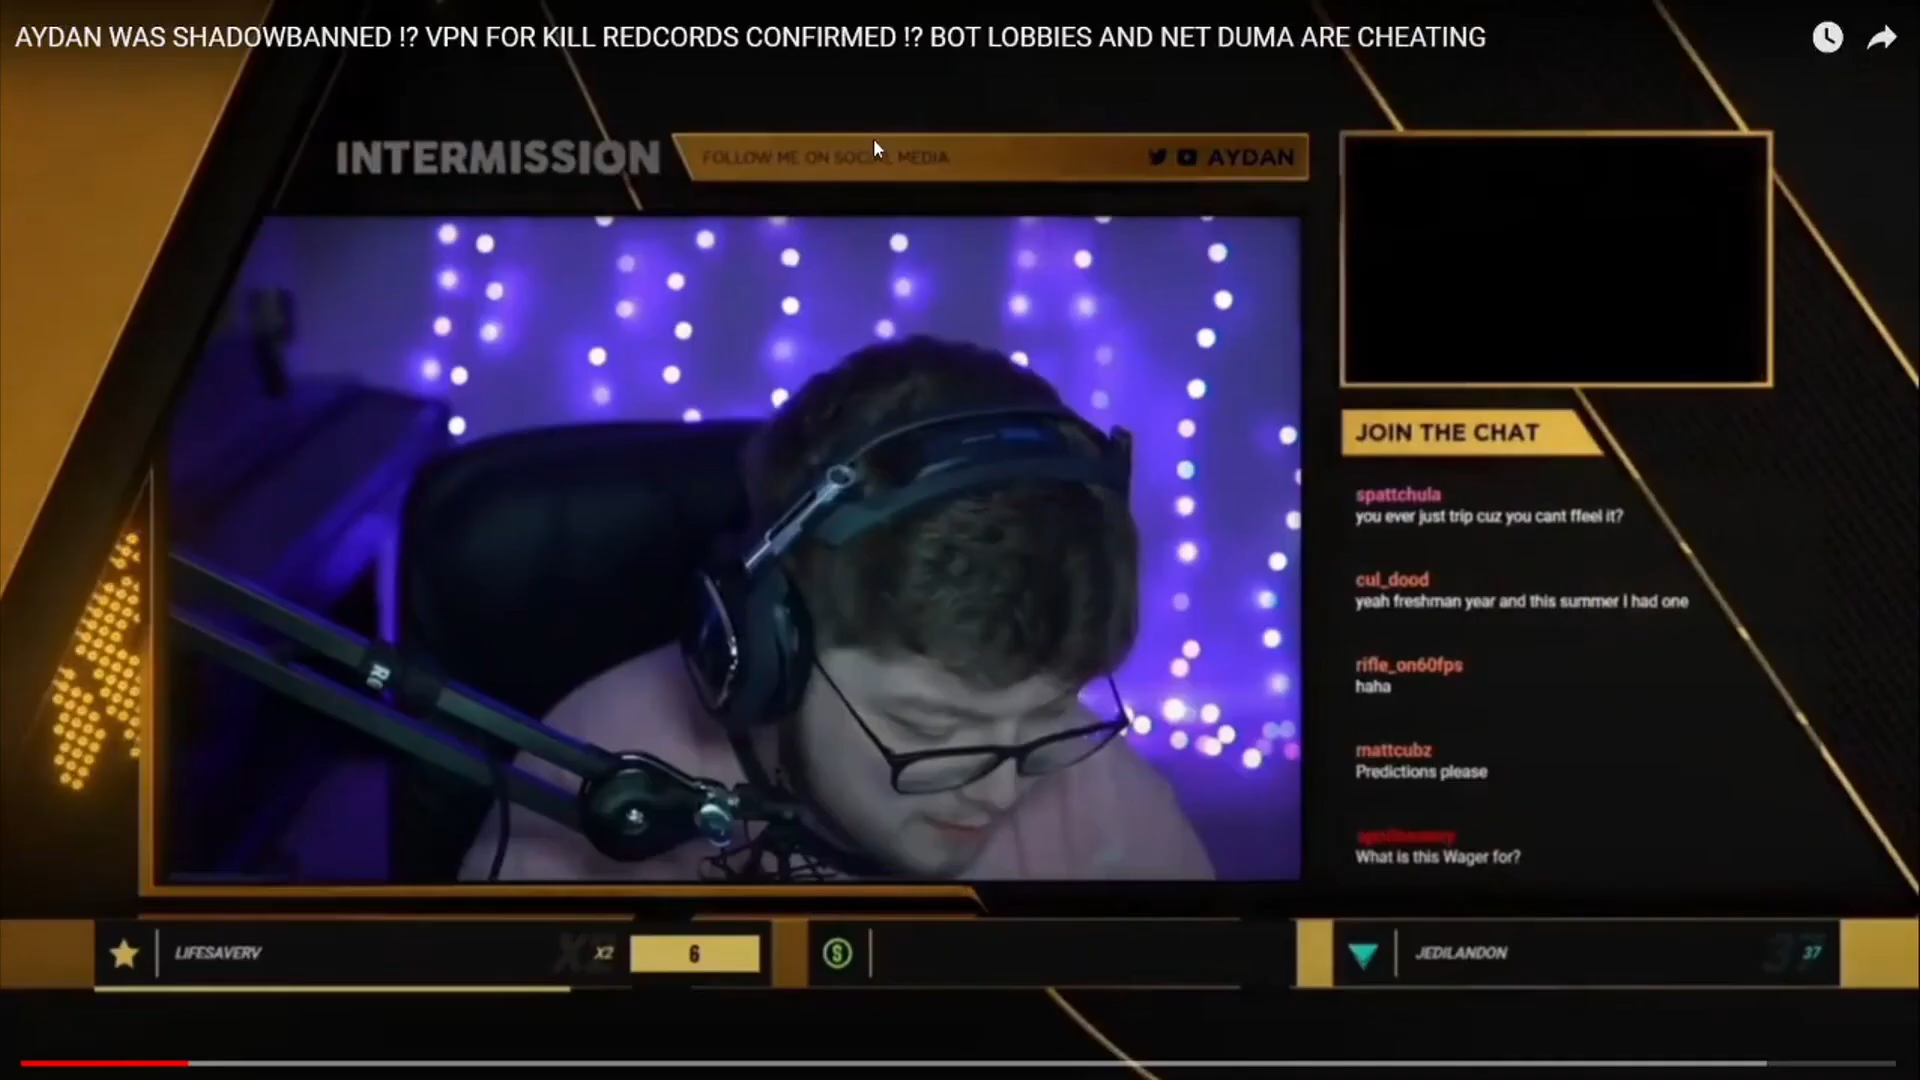 AYDAN WAS SHADOWBANNED !? VPN FOR KILL REDCORDS CONFIRMED !? BOT LOBBIES AND NET DUMA ARE CHEATING
INTERMISSION
FOLLOW ME ON SOCIAL MEDIA
AYDAN
JOIN THE CHAT
spattchula
you ever just trip cuz you cant ffeel it?
cul_dood
yeah freshman year and this summer I had one
rifle_on60fps
haha
mattcubz
Predictions please
What is this Wager for?
LIFESAVERV
X2
X2
6
JEDILANDON
37
37